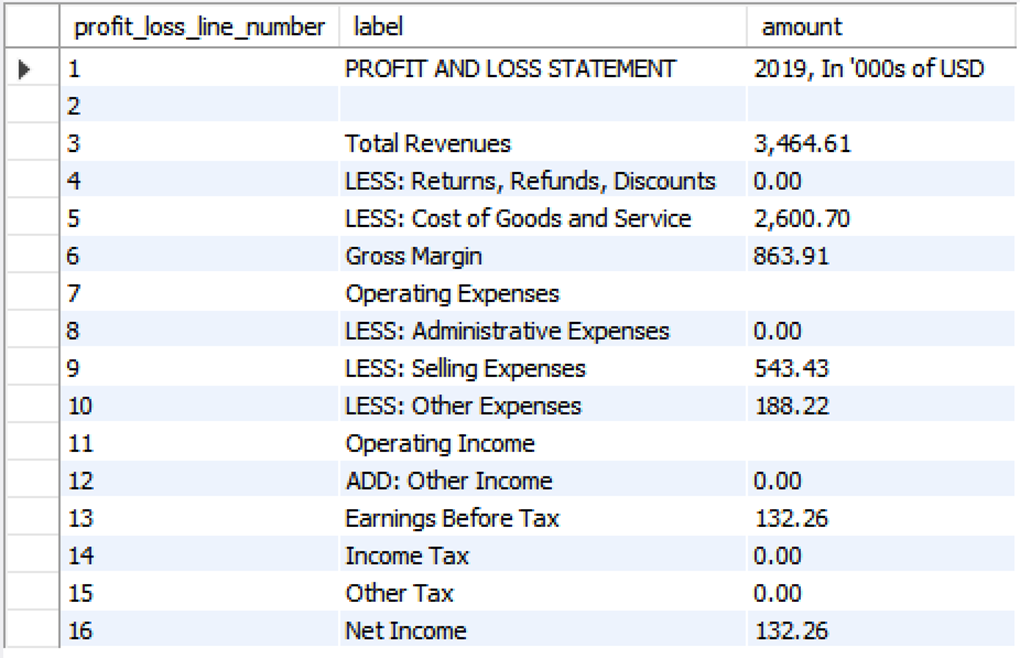 profit_loss_line_number label amount
1 PROFIT AND LOSS STATEMENT 2019, In '000s of USD
2
3 Total Revenues 3,464.61
4 LESS: Returns, Refunds, Discounts 0.00
5 LESS: Cost of Goods and Service 2,600.70
6 Gross Margin 863.91
7 Operating Expenses
8 LESS: Administrative Expenses 0.00
9 LESS: Selling Expenses 543.43
10 LESS: Other Expenses 188.22
11 Operating Income
12 ADD: Other Income 0.00
13 Earnings Before Tax 132.26
14 Income Tax 0.00
15 Other Tax 0.00
16 Net Income 132.26